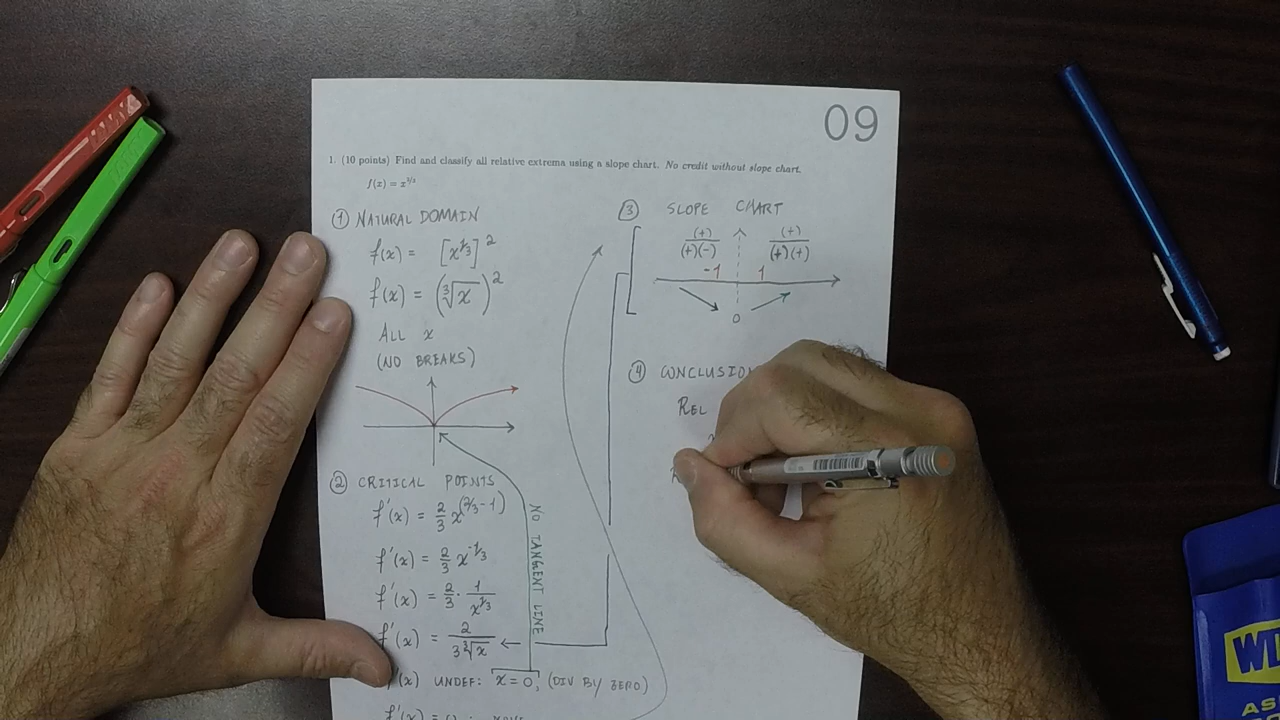 09
1. (10 points) Find and classify all relative extrema using a slope chart. No credit without slope chart.
f(x) = x^{2/3}
① NATURAL DOMAIN
f(x) = [x^{1/3}]^2
f(x) = (∛x)^2
ALL x
(NO BREAKS)
② CRITICAL POINTS
f'(x) = 2/3 x^{(2/3 - 1)}
f'(x) = 2/3 x^{-1/3}
f'(x) = 2/3 · 1/x^{1/3}
f'(x) = 2/(3∛x) ←
(x) UNDEF: x = 0, (DIV BY ZERO)
NO TANGENT LINE
③ SLOPE CHART
(+)/(+)(-) (+)/(+)(+)
-1 1
0
④ CONCLUSION
REL
WD
AS